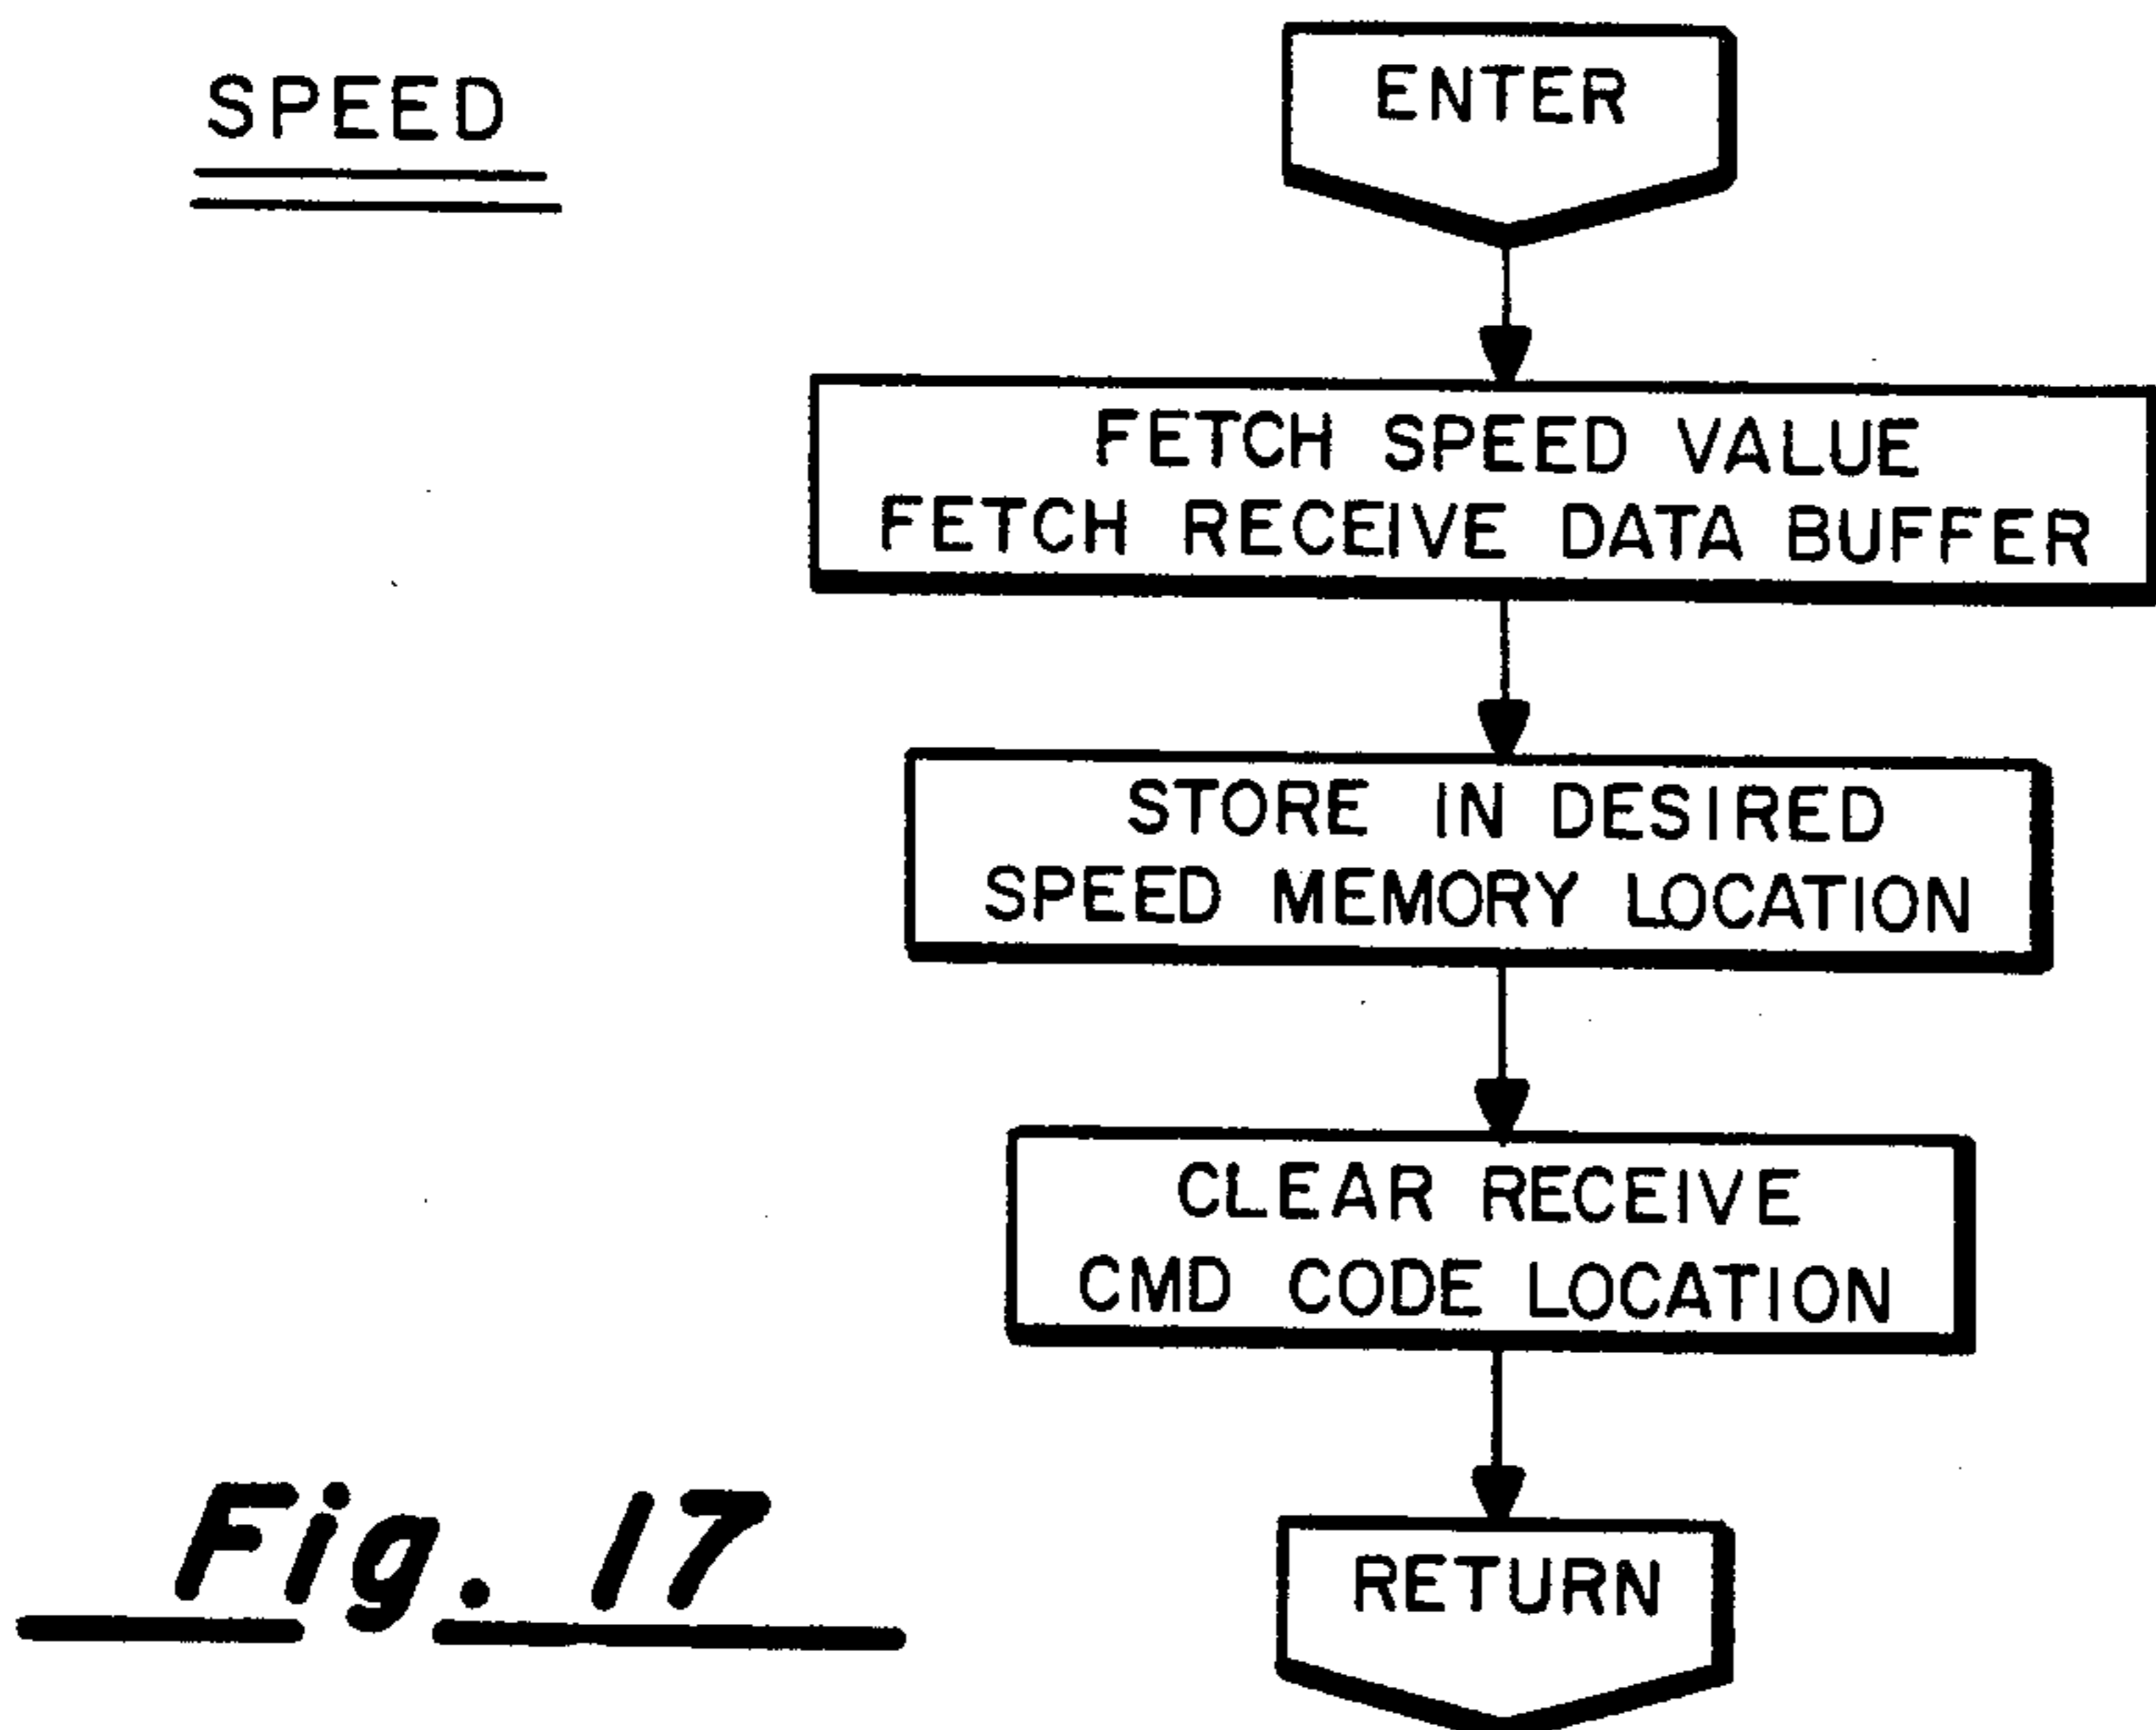 SPEED
ENTER
FETCH SPEED VALUE
FETCH RECEIVE DATA BUFFER
STORE IN DESIRED
SPEED MEMORY LOCATION
CLEAR RECEIVE
CMD CODE LOCATION
RETURN
Fig. 17